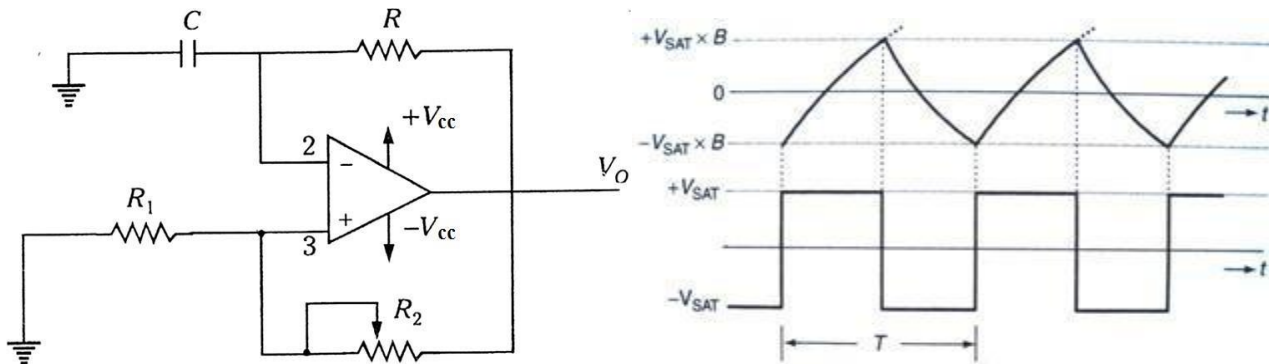 C
R
+Vcc
2
−
Vo
R1
+
3
−Vcc
R2
+VSAT × B
0
t
−VSAT × B
+VSAT
t
−VSAT
T